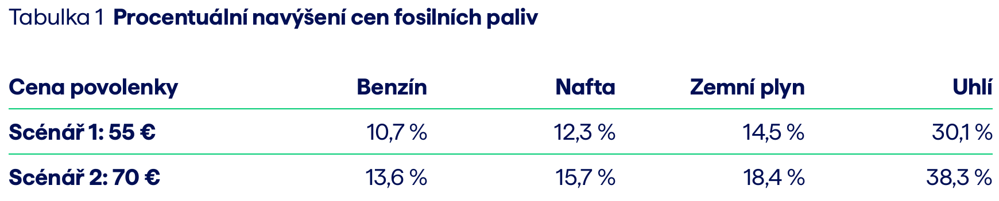 Tabulka 1 Procentuální navýšení cen fosilních paliv
Cena povolenky Benzín Nafta Zemní plyn Uhlí
Scénář 1: 55 € 10,7 % 12,3 % 14,5 % 30,1 %
Scénář 2: 70 € 13,6 % 15,7 % 18,4 % 38,3 %